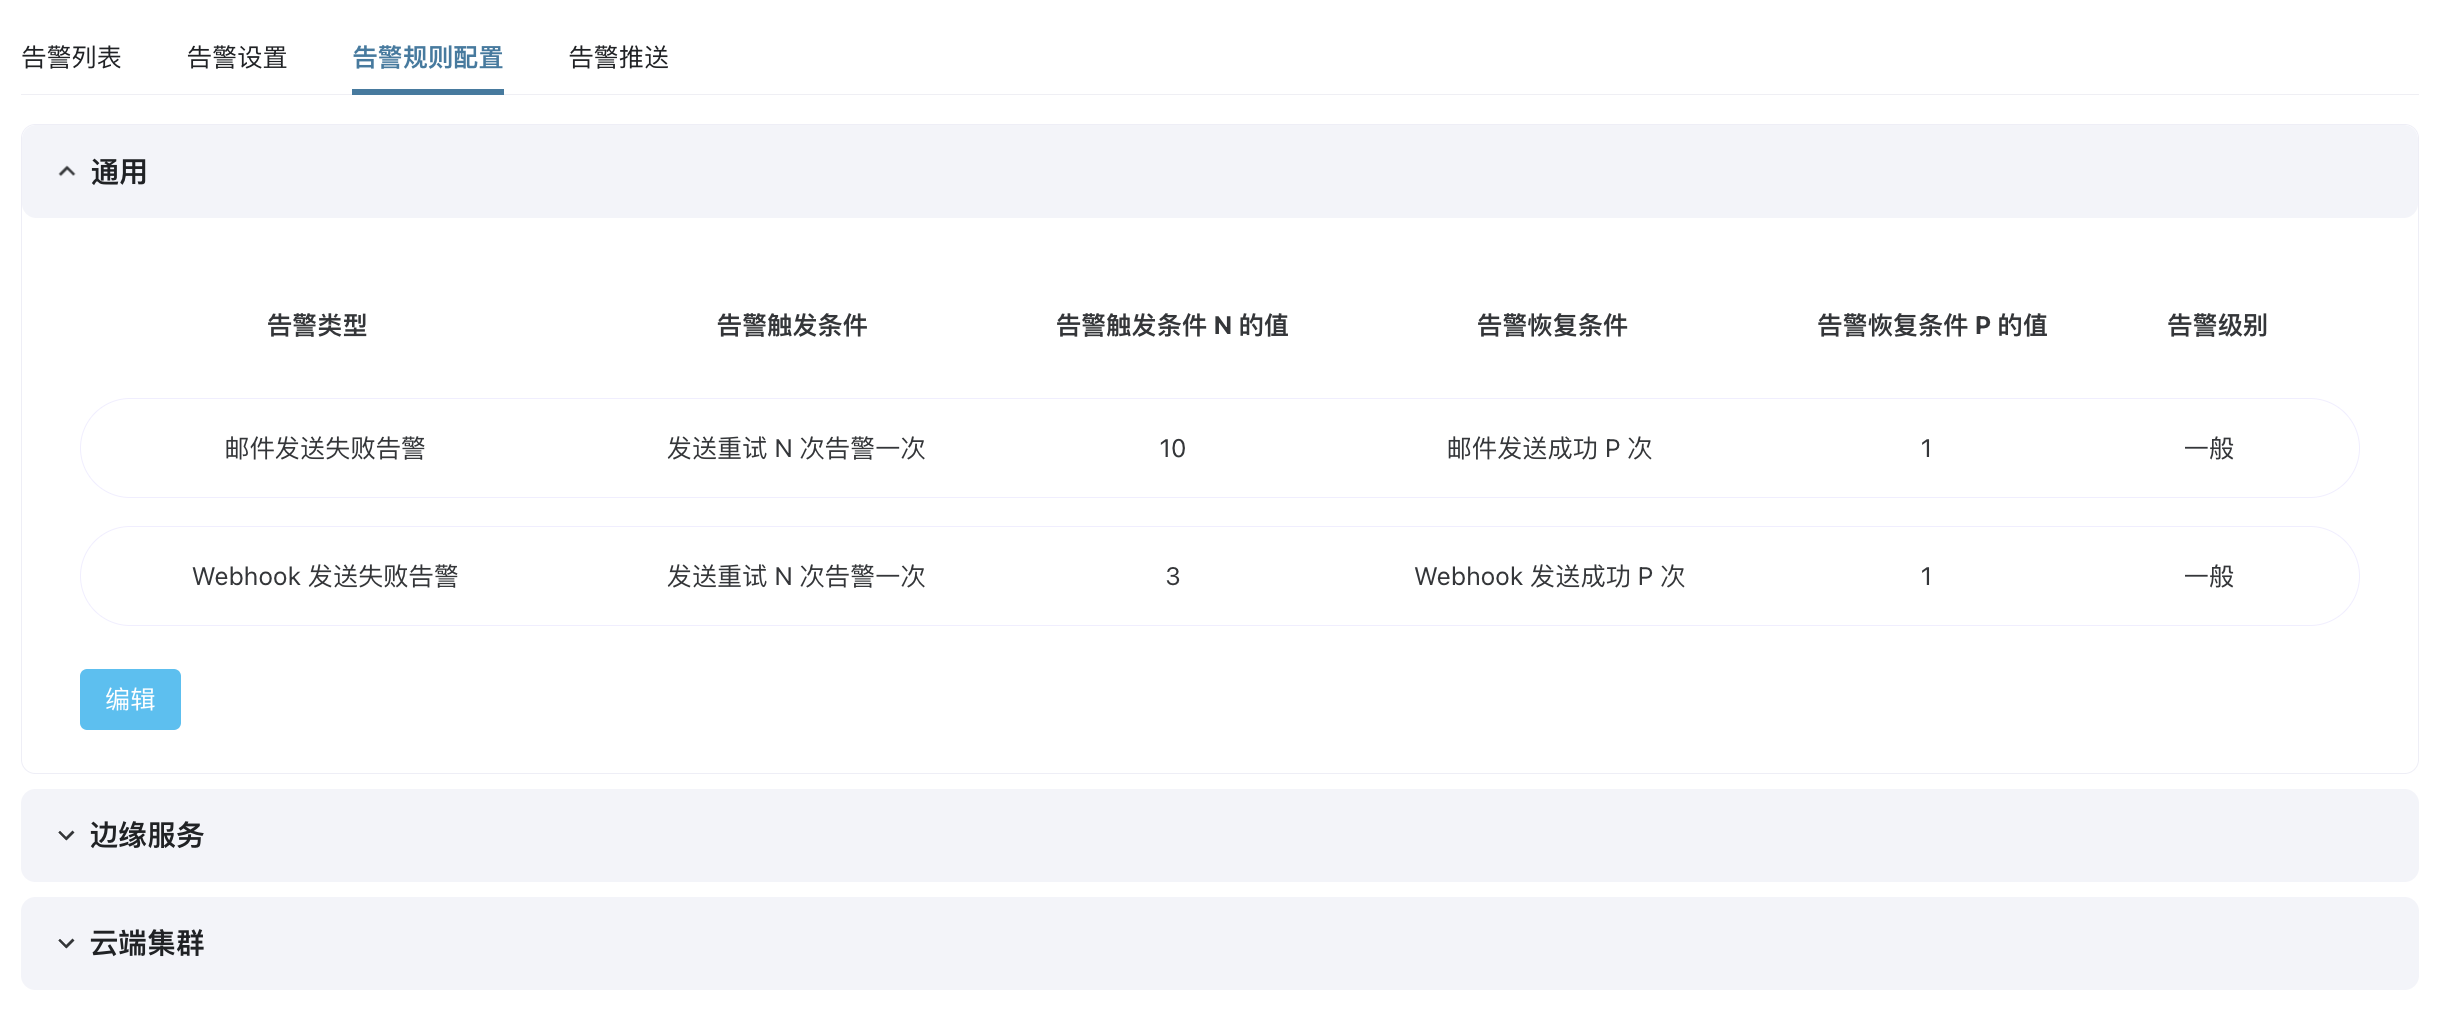 告警列表 告警设置 告警规则配置 告警推送
通用
告警类型 告警触发条件 告警触发条件 N 的值 告警恢复条件 告警恢复条件 P 的值 告警级别
邮件发送失败告警 发送重试 N 次告警一次 10 邮件发送成功 P 次 1 一般
Webhook 发送失败告警 发送重试 N 次告警一次 3 Webhook 发送成功 P 次 1 一般
编辑
边缘服务
云端集群